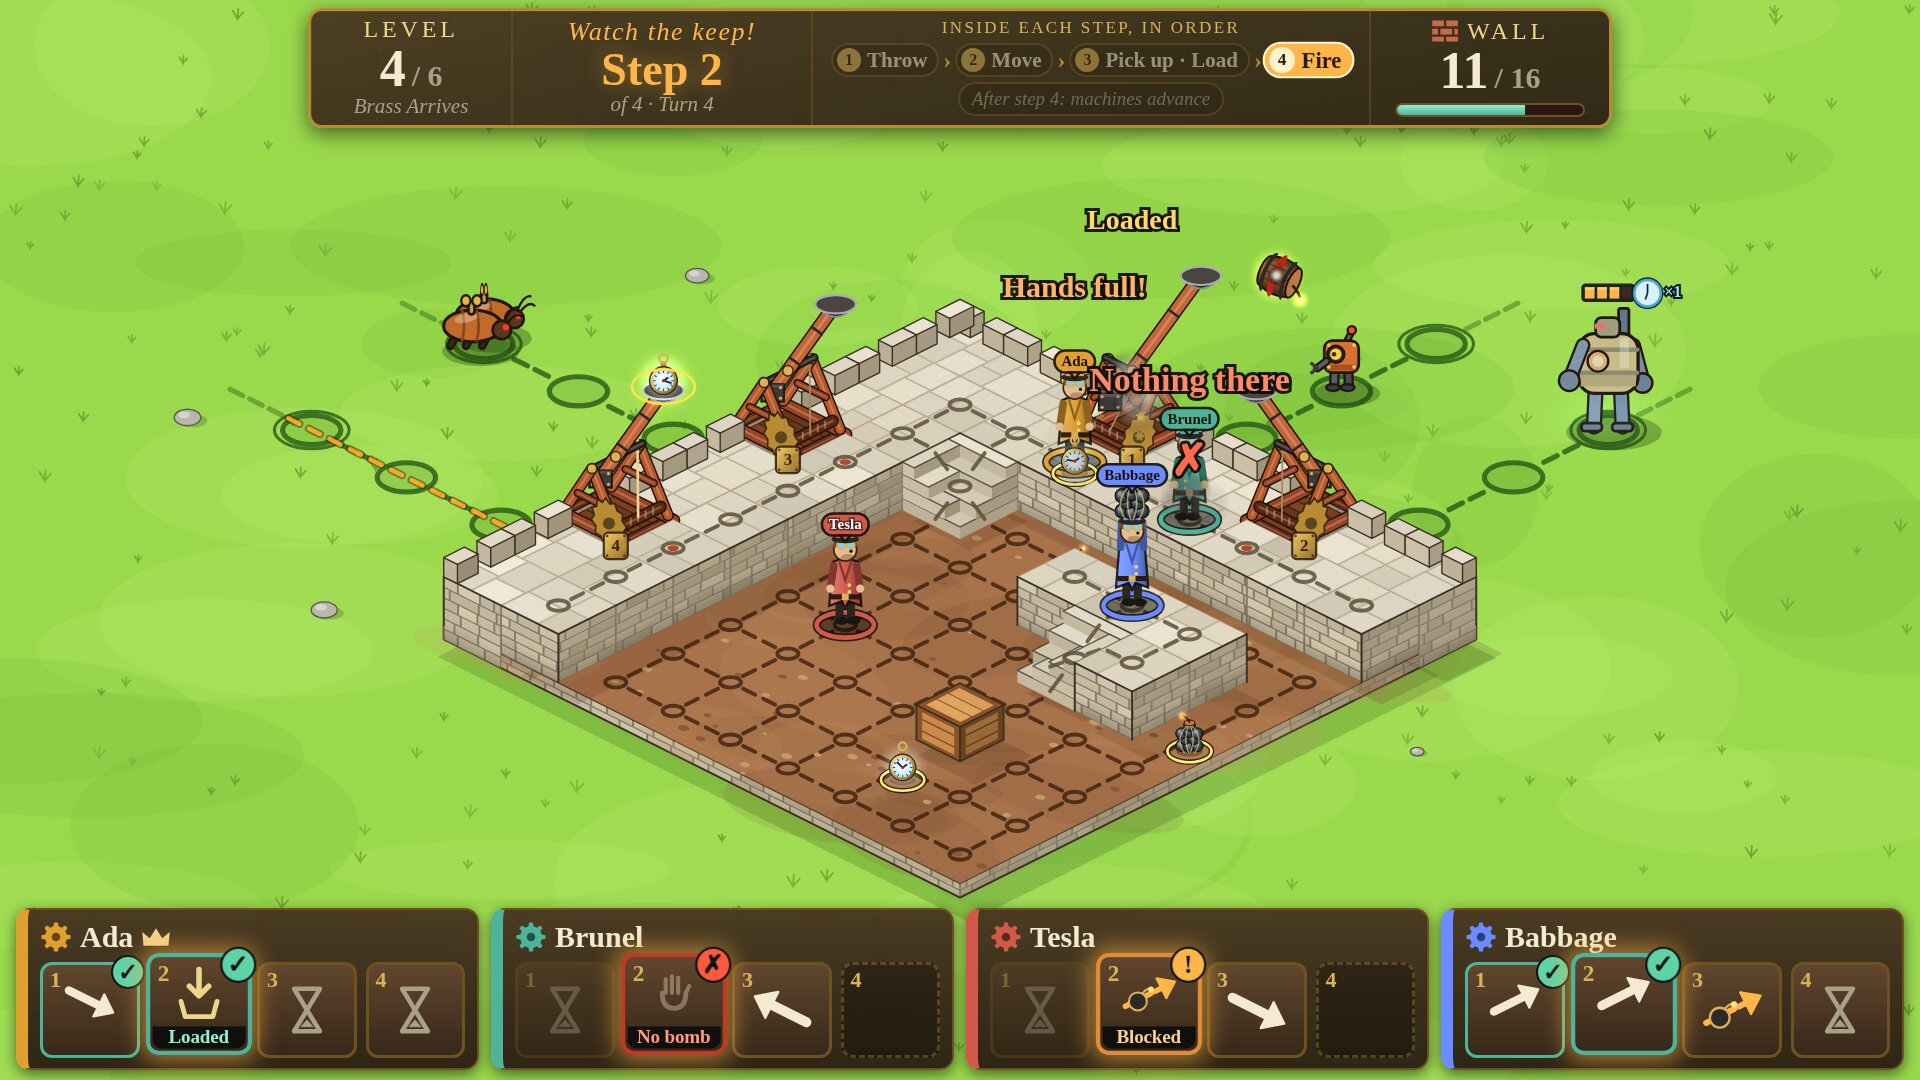 LEVEL
4 / 6
Brass Arrives
Watch the keep!
Step 2
of 4 · Turn 4
INSIDE EACH STEP, IN ORDER
1 Throw › 2 Move › 3 Pick up · Load › 4 Fire
After step 4: machines advance
WALL
11 / 16
Loaded
Hands full!
×1
Ada
Nothing there
Brunel
3
1
Babbage
Tesla
4
2
Ada
1
2
Loaded
3
4
Brunel
1
2
No bomb
3
4
Tesla
1
2
!
Blocked
3
4
Babbage
1
2
3
4